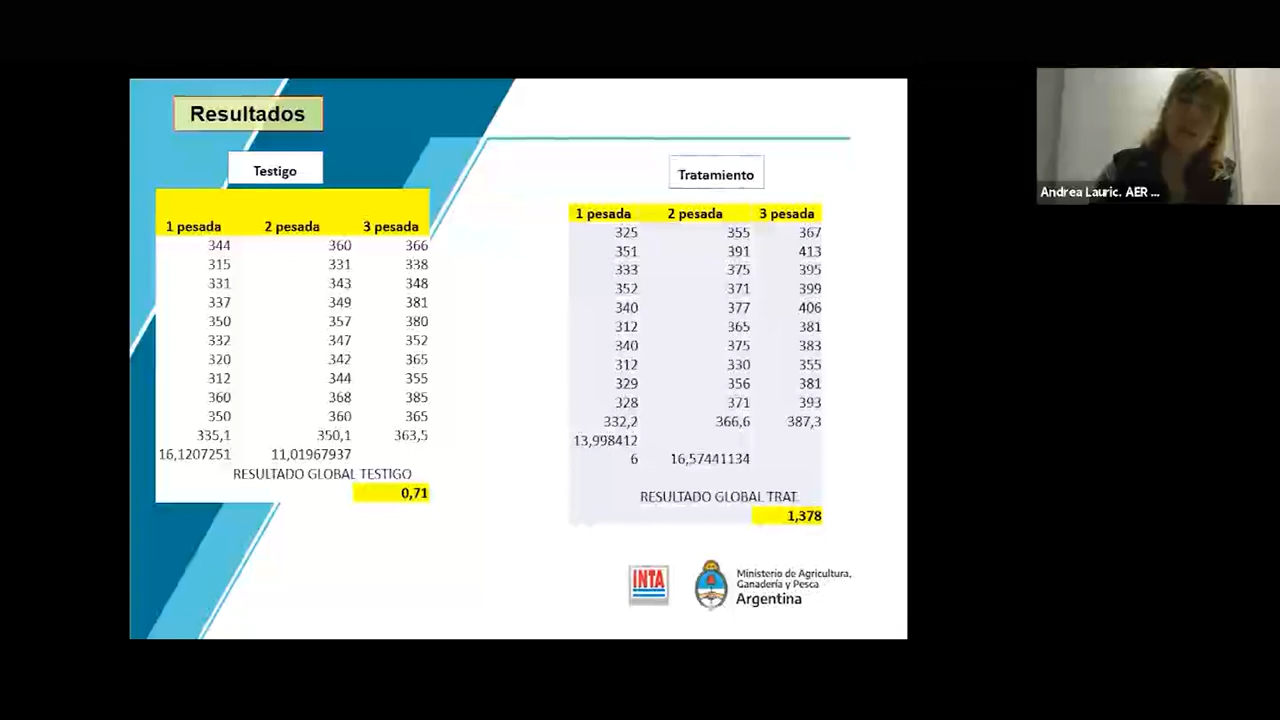 Resultados
Testigo
1 pesada 2 pesada 3 pesada
344 360 366
315 331 338
331 343 348
337 349 381
350 357 380
332 347 352
320 342 365
312 344 355
360 368 385
350 360 365
335,1 350,1 363,5
16,1207251 11,01967937
RESULTADO GLOBAL TESTIGO
0,71
Tratamiento
1 pesada 2 pesada 3 pesada
325 355 367
351 391 413
333 375 395
352 371 399
340 377 406
312 365 381
340 375 383
312 330 355
329 356 381
328 371 393
332,2 366,6 387,3
13,998412
6 16,57441134
RESULTADO GLOBAL TRAT.
1,378
INTA
Ministerio de Agricultura,
Ganadería y Pesca
Argentina
Andrea Lauric. AER ...